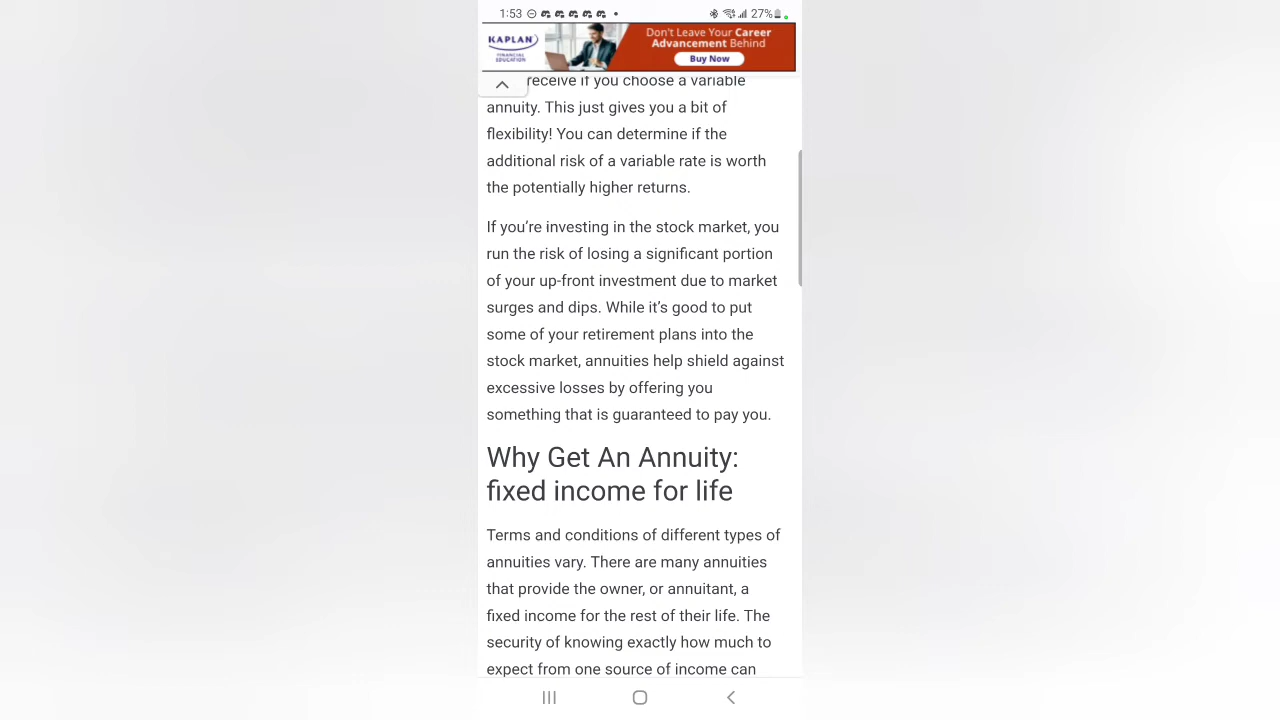 1:53
27%
KAPLAN
FINANCIAL
EDUCATION
Don't Leave Your Career
Advancement Behind
Buy Now
receive if you choose a variable
annuity. This just gives you a bit of
flexibility! You can determine if the
additional risk of a variable rate is worth
the potentially higher returns.
If you’re investing in the stock market, you
run the risk of losing a significant portion
of your up-front investment due to market
surges and dips. While it’s good to put
some of your retirement plans into the
stock market, annuities help shield against
excessive losses by offering you
something that is guaranteed to pay you.
Why Get An Annuity:
fixed income for life
Terms and conditions of different types of
annuities vary. There are many annuities
that provide the owner, or annuitant, a
fixed income for the rest of their life. The
security of knowing exactly how much to
expect from one source of income can